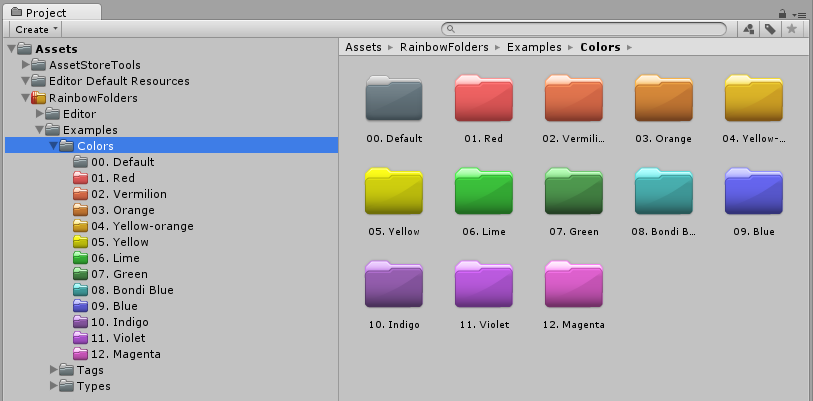 Project
Create
Assets
AssetStoreTools
Editor Default Resources
RainbowFolders
Editor
Examples
Colors
00. Default
01. Red
02. Vermilion
03. Orange
04. Yellow-orange
05. Yellow
06. Lime
07. Green
08. Bondi Blue
09. Blue
10. Indigo
11. Violet
12. Magenta
Tags
Types
Assets RainbowFolders Examples Colors
00. Default 01. Red 02. Vermili... 03. Orange 04. Yellow-...
05. Yellow 06. Lime 07. Green 08. Bondi B... 09. Blue
10. Indigo 11. Violet 12. Magenta